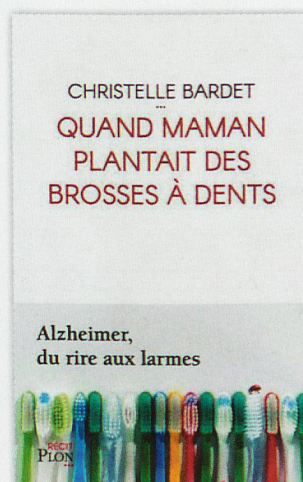 CHRISTELLE BARDET
...
QUAND MAMAN
PLANTAIT DES
BROSSES À DENTS
Alzheimer,
du rire aux larmes
RÉCIT
PLON
...